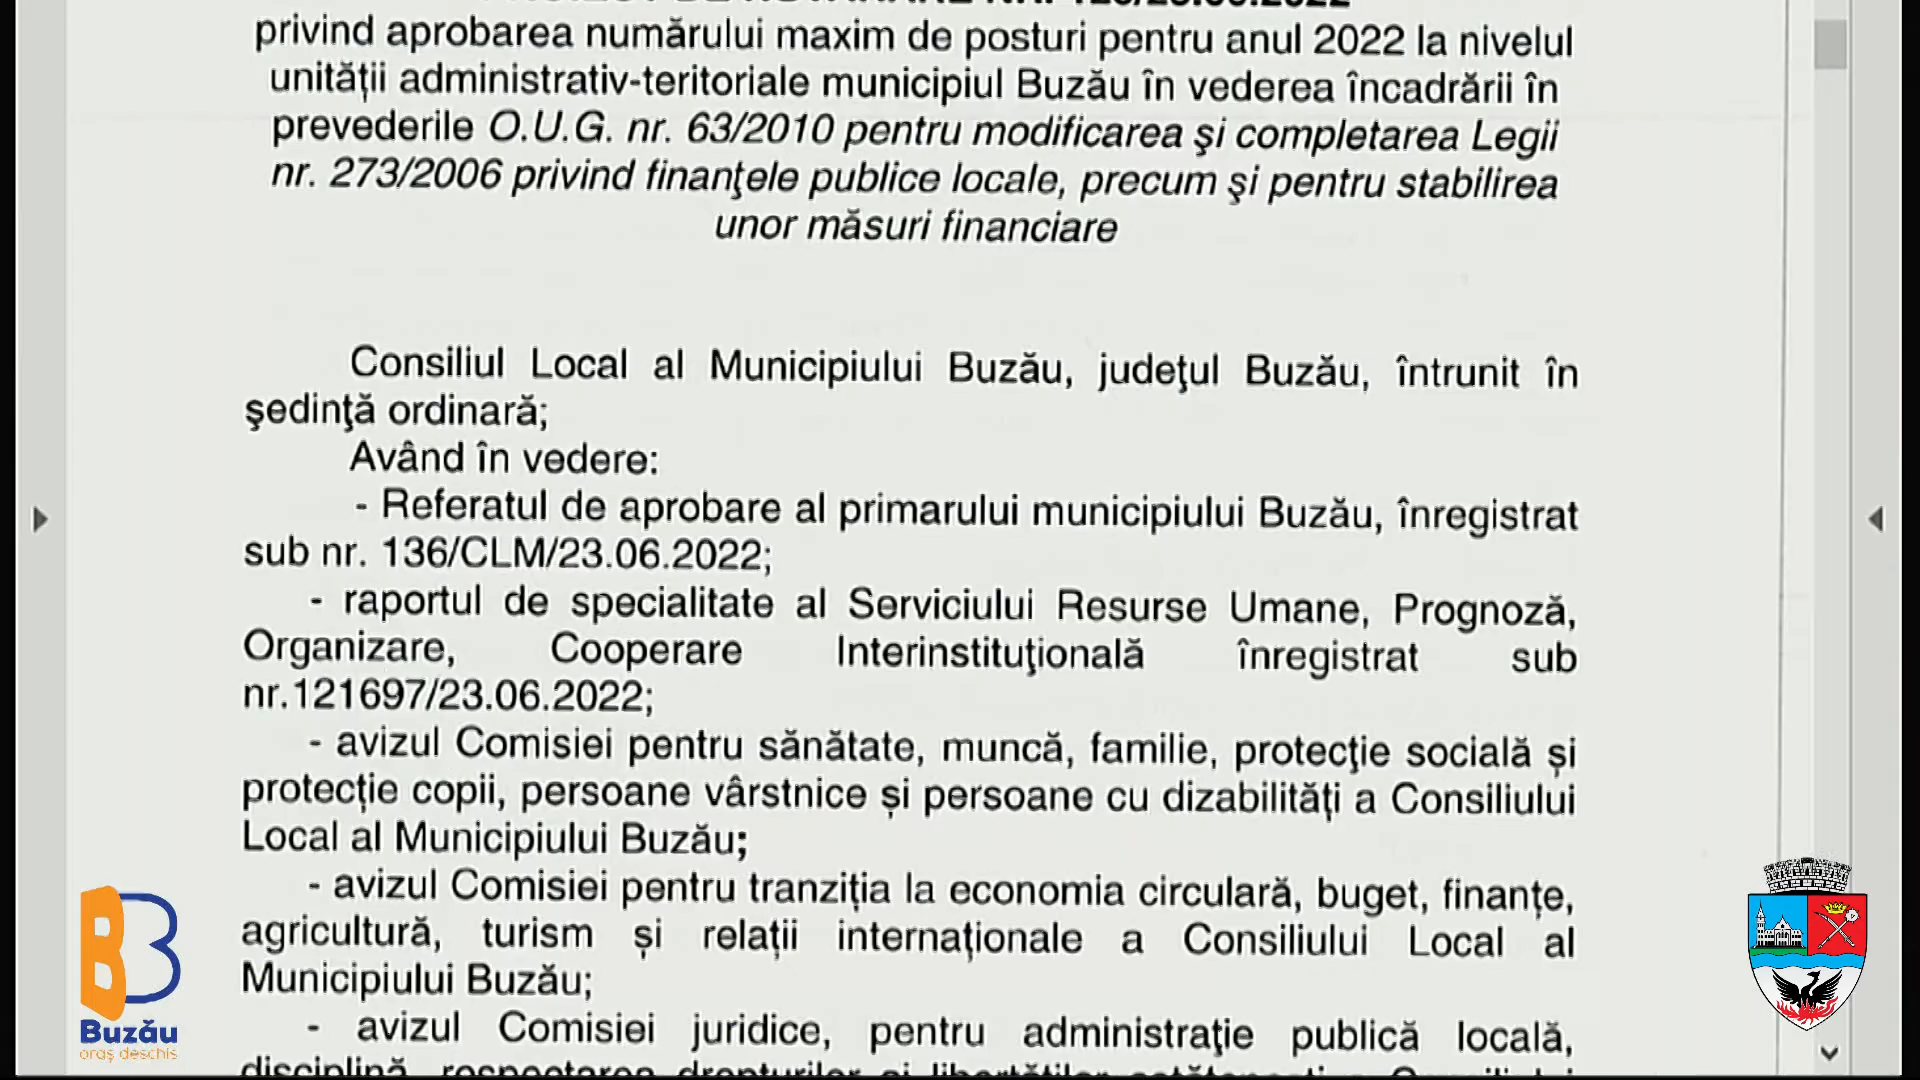 privind aprobarea numărului maxim de posturi pentru anul 2022 la nivelul
unității administrativ-teritoriale municipiul Buzău în vederea încadrării în
prevederile O.U.G. nr. 63/2010 pentru modificarea şi completarea Legii
nr. 273/2006 privind finanţele publice locale, precum şi pentru stabilirea
unor măsuri financiare
Consiliul Local al Municipiului Buzău, judeţul Buzău, întrunit în
şedinţă ordinară;
Având în vedere:
- Referatul de aprobare al primarului municipiului Buzău, înregistrat
sub nr. 136/CLM/23.06.2022;
- raportul de specialitate al Serviciului Resurse Umane, Prognoză,
Organizare, Cooperare Interinstituţională înregistrat sub
nr.121697/23.06.2022;
- avizul Comisiei pentru sănătate, muncă, familie, protecţie socială și
protecție copii, persoane vârstnice și persoane cu dizabilități a Consiliului
Local al Municipiului Buzău;
- avizul Comisiei pentru tranziția la economia circulară, buget, finanțe,
agricultură, turism și relații internaționale a Consiliului Local al
Municipiului Buzău;
- avizul Comisiei juridice, pentru administraţie publică locală,
Buzău
oraș deschis